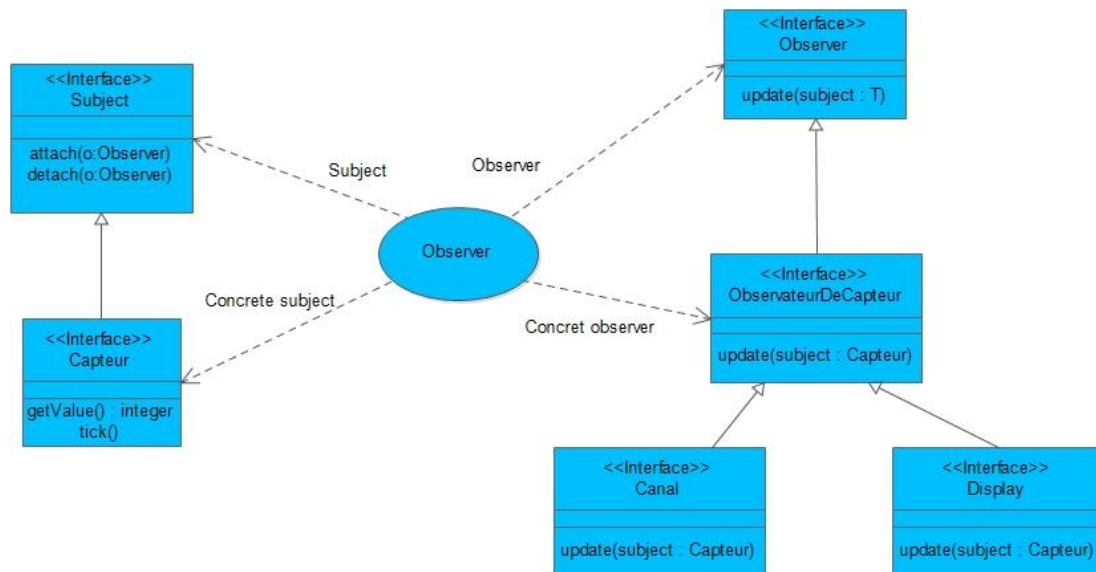 <<Interface>>
Observer
update(subject : T)
<<Interface>>
Subject
attach(o:Observer)
detach(o:Observer)
Subject
Observer
Observer
Concrete subject
Concret observer
<<Interface>>
ObservateurDeCapteur
update(subject : Capteur)
<<Interface>>
Capteur
getValue() : integer
tick()
<<Interface>>
Canal
update(subject : Capteur)
<<Interface>>
Display
update(subject : Capteur)